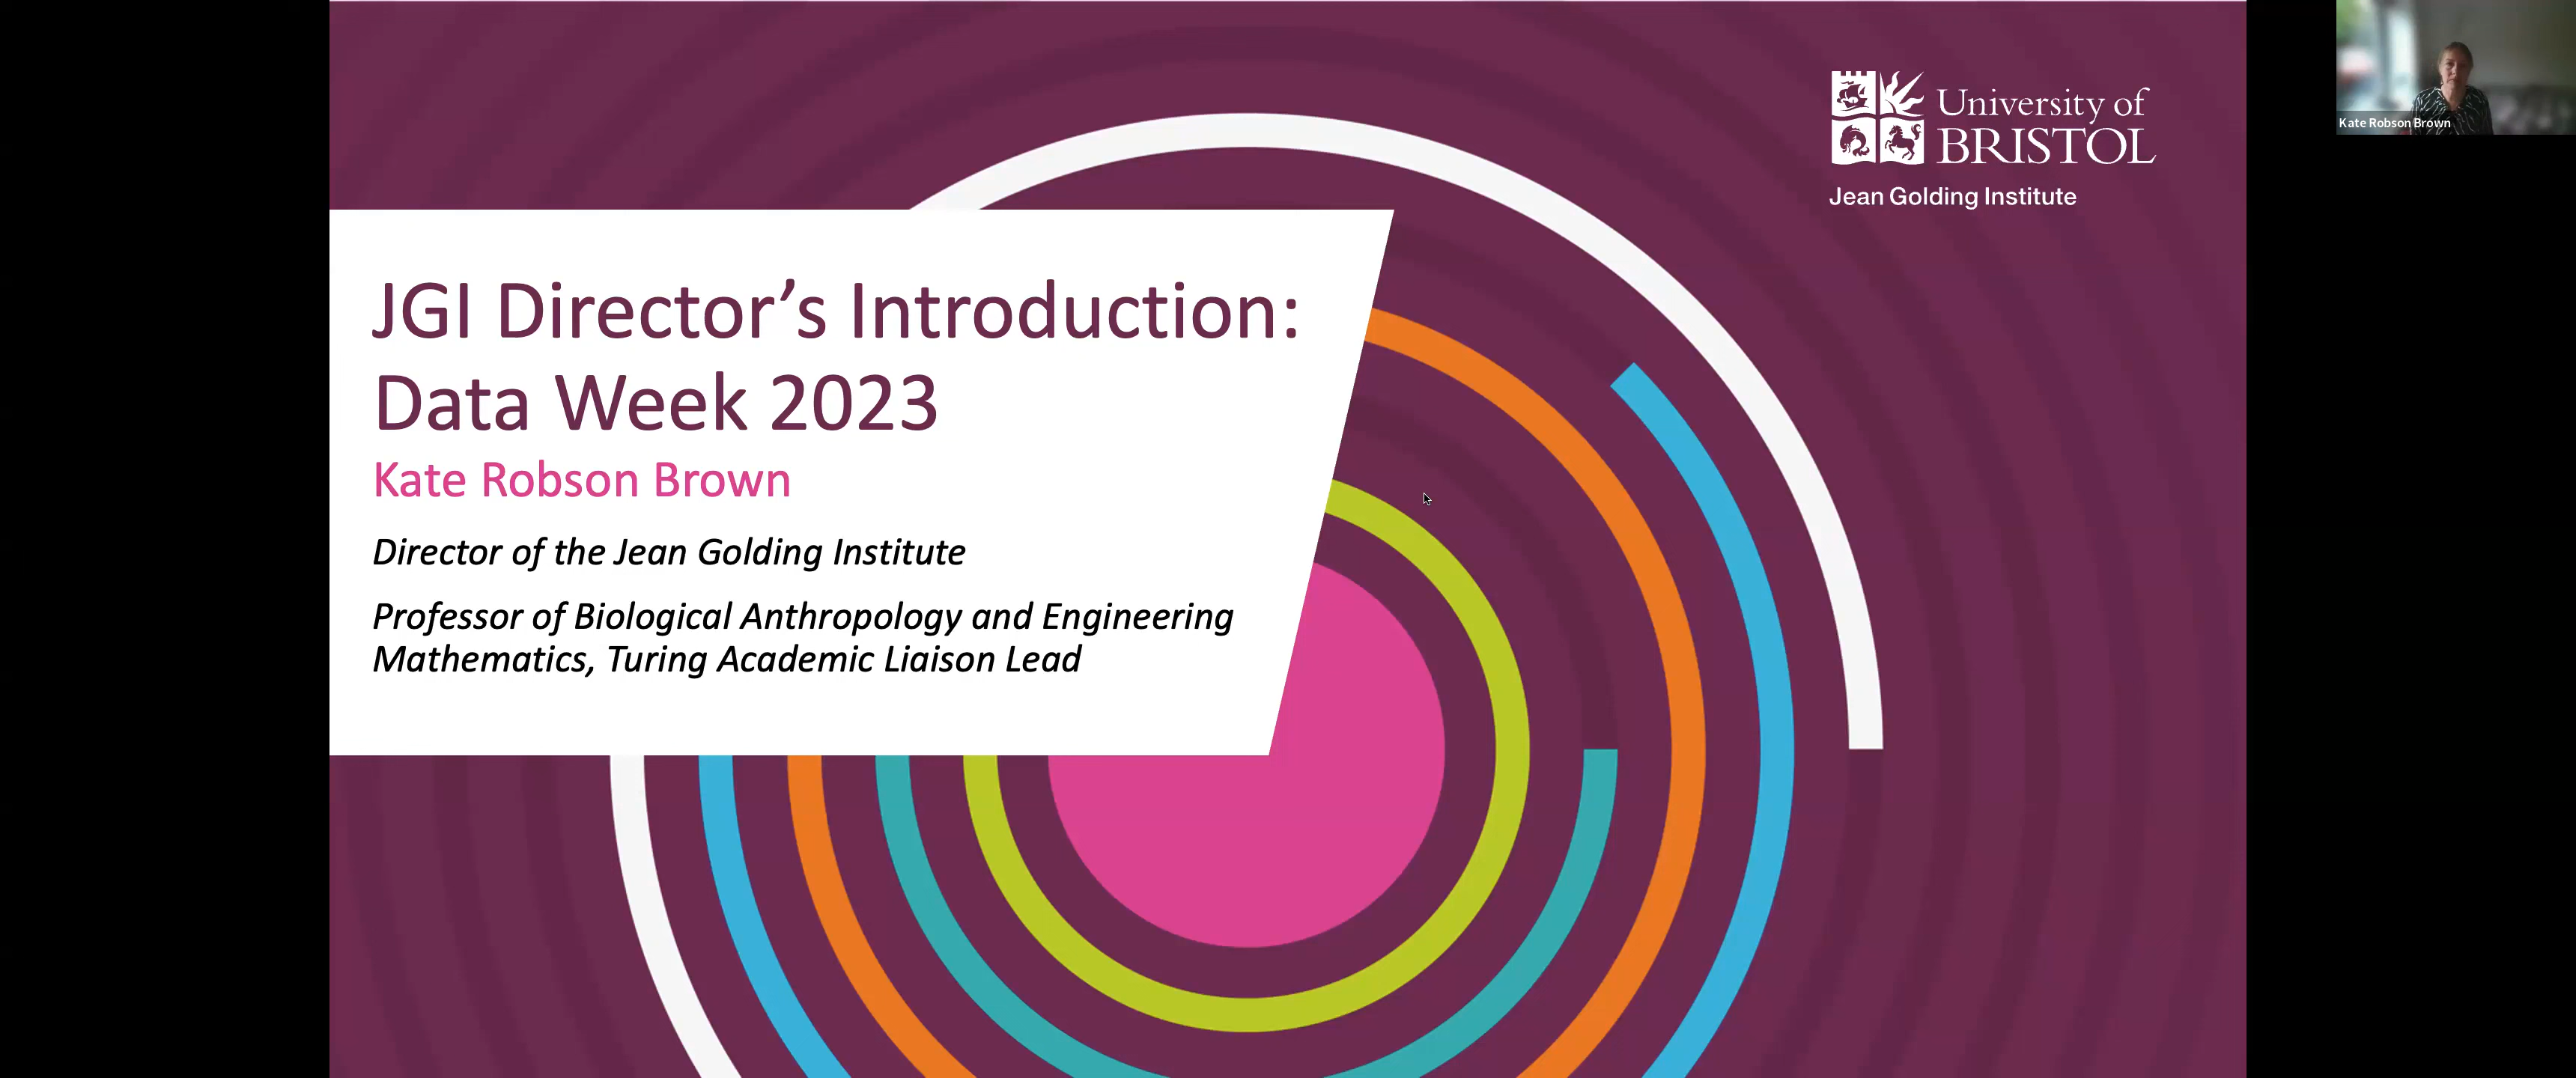 University of
BRISTOL
Jean Golding Institute
Kate Robson Brown
JGI Director’s Introduction:
Data Week 2023
Kate Robson Brown
Director of the Jean Golding Institute
Professor of Biological Anthropology and Engineering
Mathematics, Turing Academic Liaison Lead